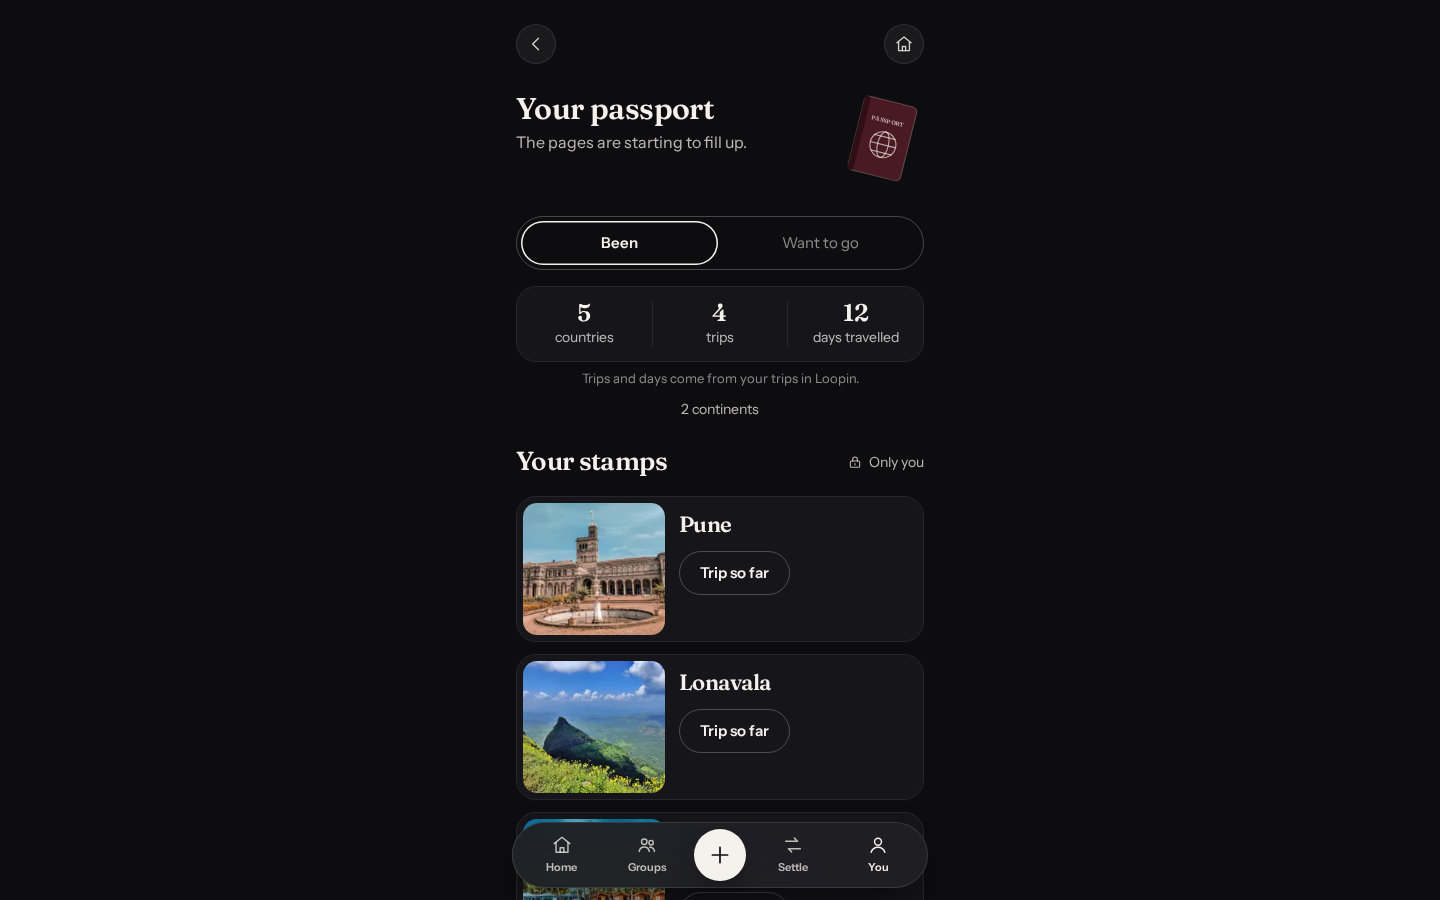 Your passport
The pages are starting to fill up.
PASSPORT
Been
Want to go
5
countries
4
trips
12
days travelled
Trips and days come from your trips in Loopin.
2 continents
Your stamps
Only you
Pune
Trip so far
Lonavala
Trip so far
Home
Groups
Settle
You